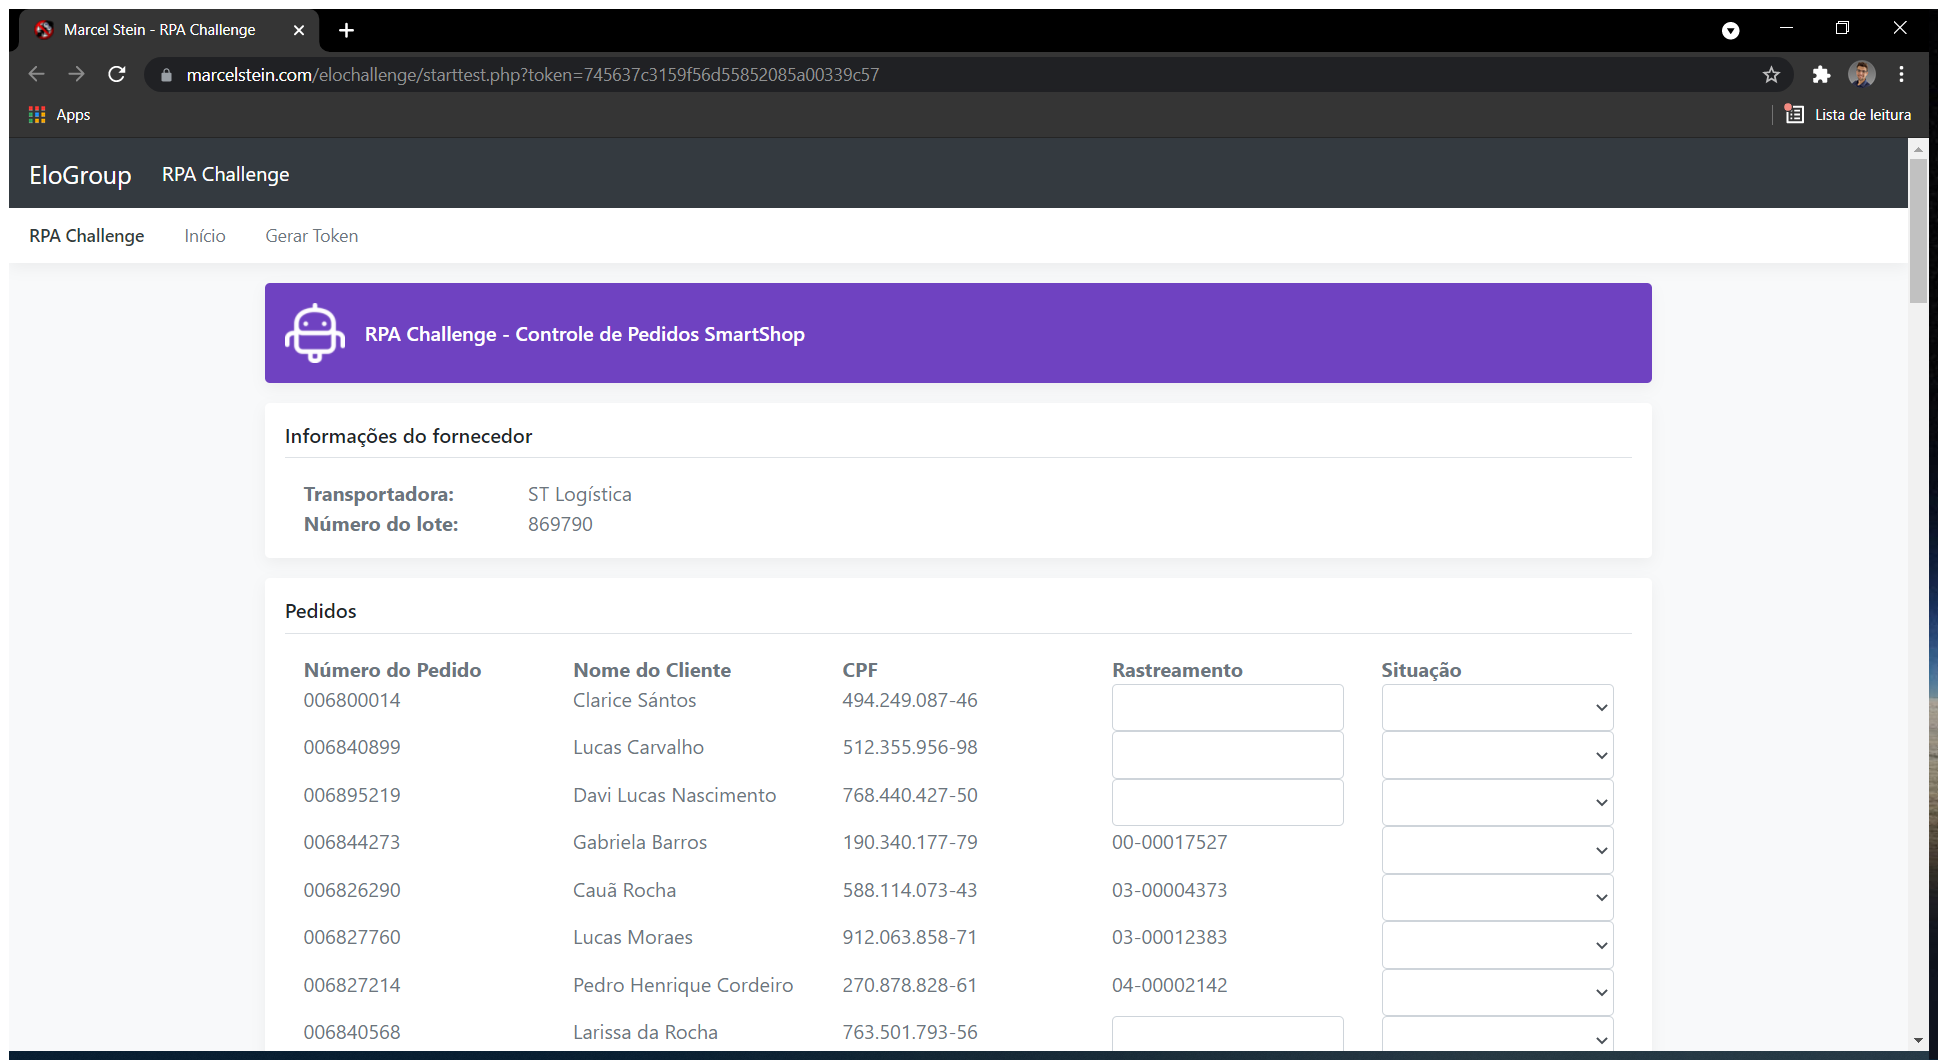 Marcel Stein - RPA Challenge
marcelstein.com/elochallenge/starttest.php?token=745637c3159f56d55852085a00339c57
Apps
Lista de leitura
EloGroup RPA Challenge
RPA Challenge Início Gerar Token
RPA Challenge - Controle de Pedidos SmartShop
Informações do fornecedor
Transportadora: ST Logística
Número do lote: 869790
Pedidos
Número do Pedido Nome do Cliente CPF Rastreamento Situação
006800014 Clarice Sántos 494.249.087-46
006840899 Lucas Carvalho 512.355.956-98
006895219 Davi Lucas Nascimento 768.440.427-50
006844273 Gabriela Barros 190.340.177-79 00-00017527
006826290 Cauã Rocha 588.114.073-43 03-00004373
006827760 Lucas Moraes 912.063.858-71 03-00012383
006827214 Pedro Henrique Cordeiro 270.878.828-61 04-00002142
006840568 Larissa da Rocha 763.501.793-56